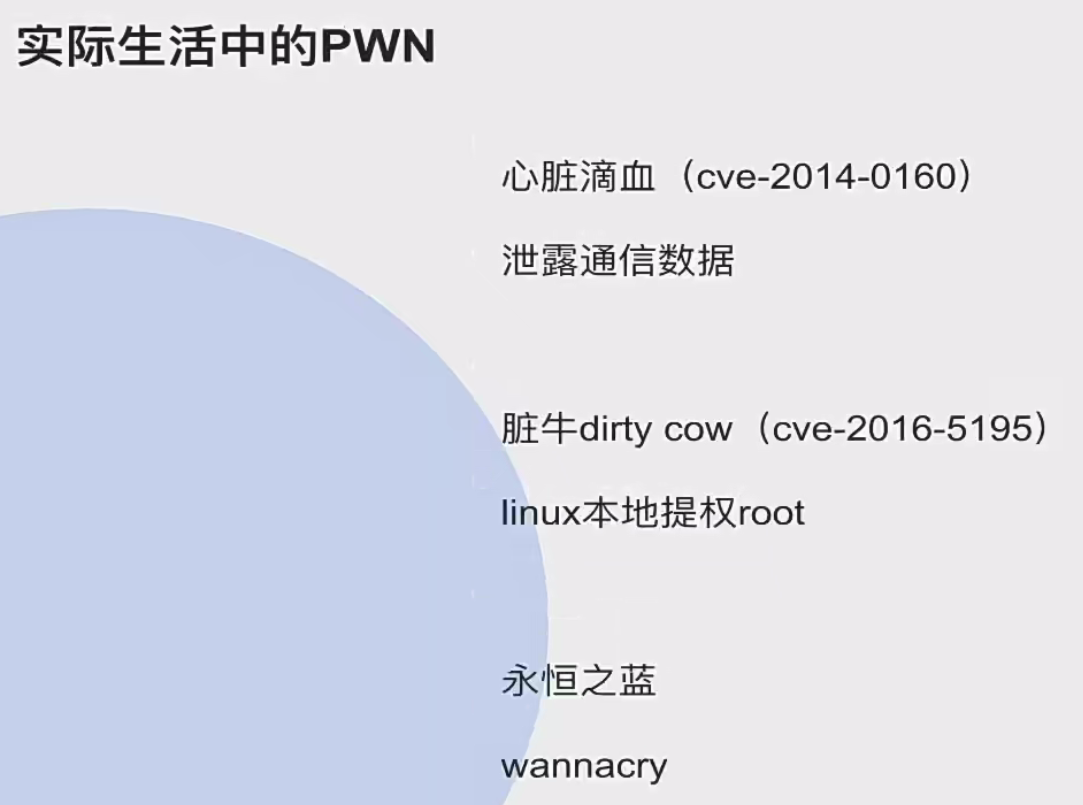 实际生活中的PWN
心脏滴血（cve-2014-0160）
泄露通信数据
脏牛dirty cow（cve-2016-5195）
linux本地提权root
永恒之蓝
wannacry